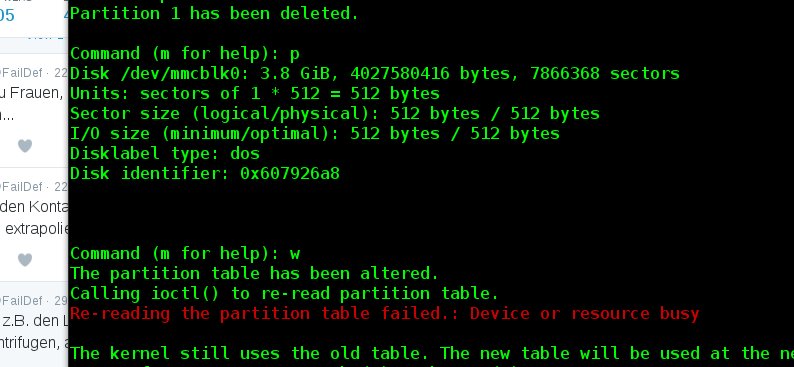 05
Partition 1 has been deleted.
Command (m for help): p
@FailDef · 22
Disk /dev/mmcblk0: 3.8 GiB, 4027580416 bytes, 7866368 sectors
u Frauen,
Units: sectors of 1 * 512 = 512 bytes
Sector size (logical/physical): 512 bytes / 512 bytes
I/O size (minimum/optimal): 512 bytes / 512 bytes
Disklabel type: dos
Disk identifier: 0x607926a8
@FailDef · 22
den Konta
extrapolie
Command (m for help): w
The partition table has been altered.
Calling ioctl() to re-read partition table.
@FailDef · 29
Re-reading the partition table failed.: Device or resource busy
z.B. den L
ntrifugen, a
The kernel still uses the old table. The new table will be used at the ne